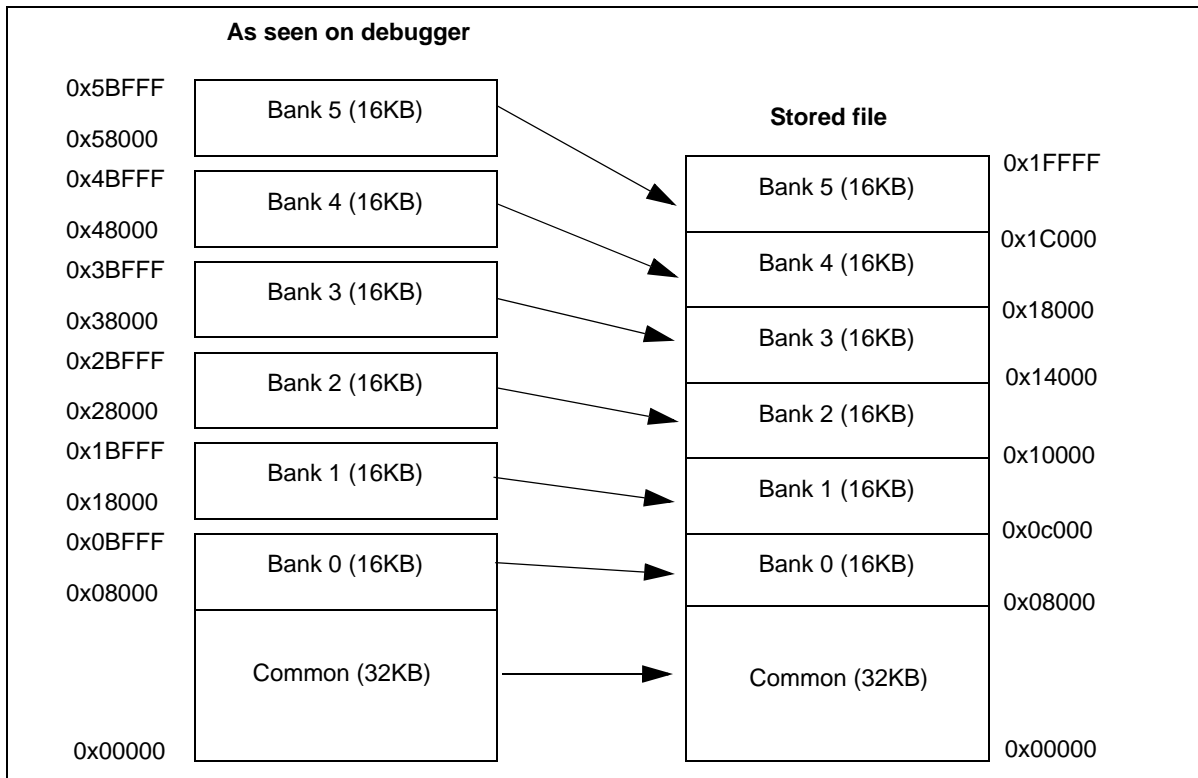 As seen on debugger
0x5BFFF
Bank 5 (16KB)
0x58000
0x4BFFF
Bank 4 (16KB)
0x48000
0x3BFFF
Bank 3 (16KB)
0x38000
0x2BFFF
Bank 2 (16KB)
0x28000
0x1BFFF
Bank 1 (16KB)
0x18000
0x0BFFF
Bank 0 (16KB)
0x08000
Common (32KB)
0x00000
Stored file
0x1FFFF
Bank 5 (16KB)
0x1C000
Bank 4 (16KB)
0x18000
Bank 3 (16KB)
0x14000
Bank 2 (16KB)
0x10000
Bank 1 (16KB)
0x0c000
Bank 0 (16KB)
0x08000
Common (32KB)
0x00000